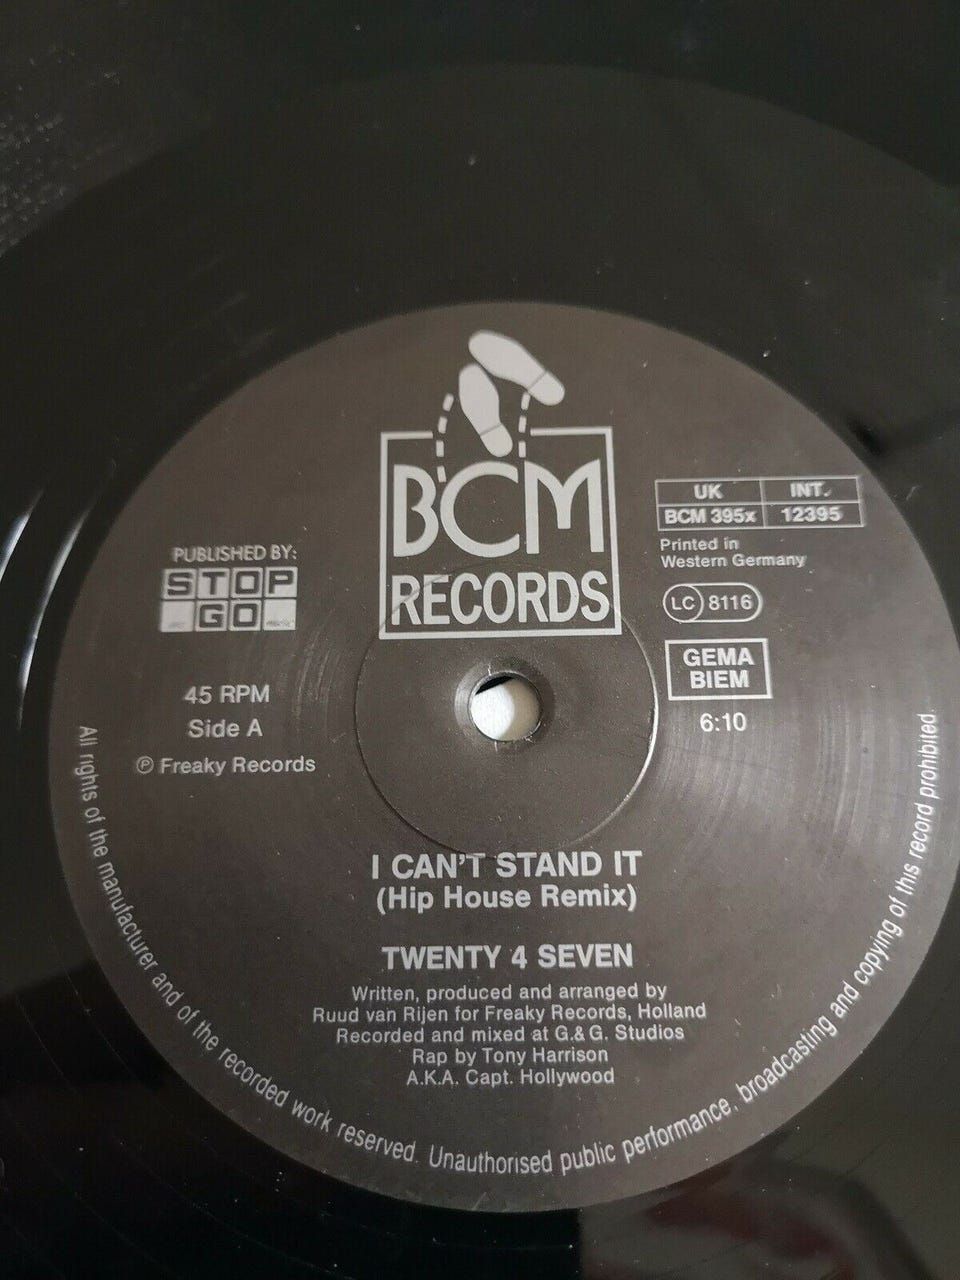 BCM
RECORDS
PUBLISHED BY:
STOP
GO
45 RPM
Side A
℗ Freaky Records
UK INT.
BCM 395x 12395
Printed in
Western Germany
LC 8116
GEMA
BIEM
6:10
I CAN'T STAND IT
(Hip House Remix)
TWENTY 4 SEVEN
Written, produced and arranged by
Ruud van Rijen for Freaky Records, Holland
Recorded and mixed at G.& G. Studios
Rap by Tony Harrison
A.K.A. Capt. Hollywood
All rights of the manufacturer and of the recorded work reserved. Unauthorised public performance, broadcasting and copying of this record prohibited.